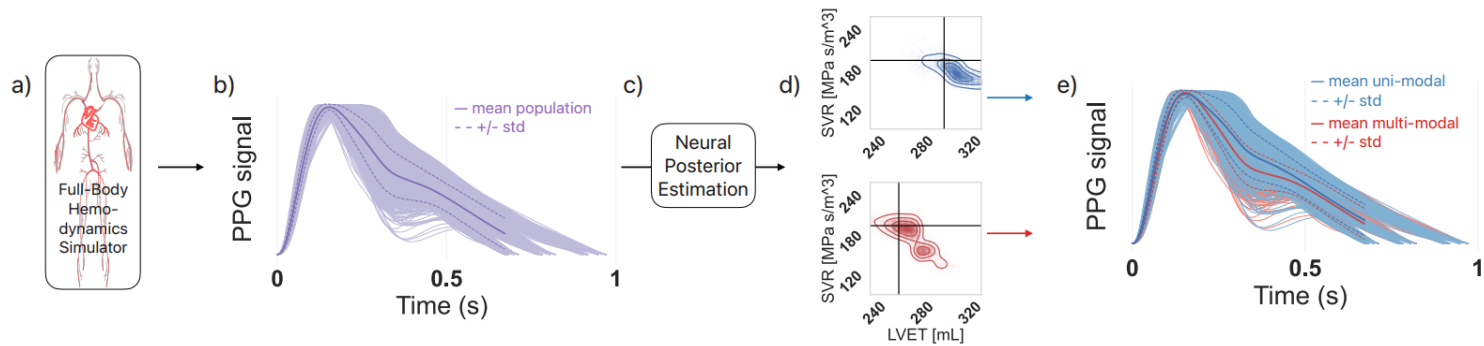 a)
Full-Body
Hemo-
dynamics
Simulator
b)
PPG signal
mean population
+/- std
0
0.5
1
Time (s)
c)
Neural
Posterior
Estimation
d)
SVR [MPa s/m^3]
240
180
120
240
280
320
SVR [MPa s/m^3]
240
180
120
240
280
320
LVET [mL]
e)
PPG signal
mean uni-modal
+/- std
mean multi-modal
+/- std
0
0.5
1
Time (s)